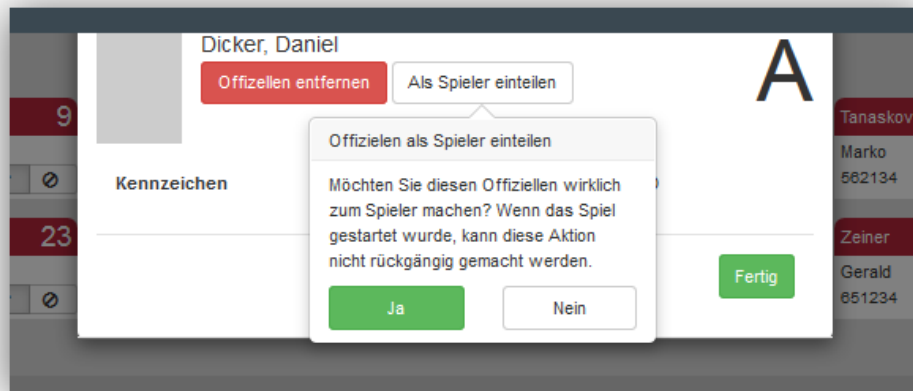 Dicker, Daniel
Offizellen entfernen
Als Spieler einteilen
A
9
Tanaskov
Offizielen als Spieler einteilen
Marko
562134
Kennzeichen
Möchten Sie diesen Offiziellen wirklich
zum Spieler machen? Wenn das Spiel
gestartet wurde, kann diese Aktion
nicht rückgängig gemacht werden.
23
Zeiner
Gerald
651234
Fertig
Ja
Nein